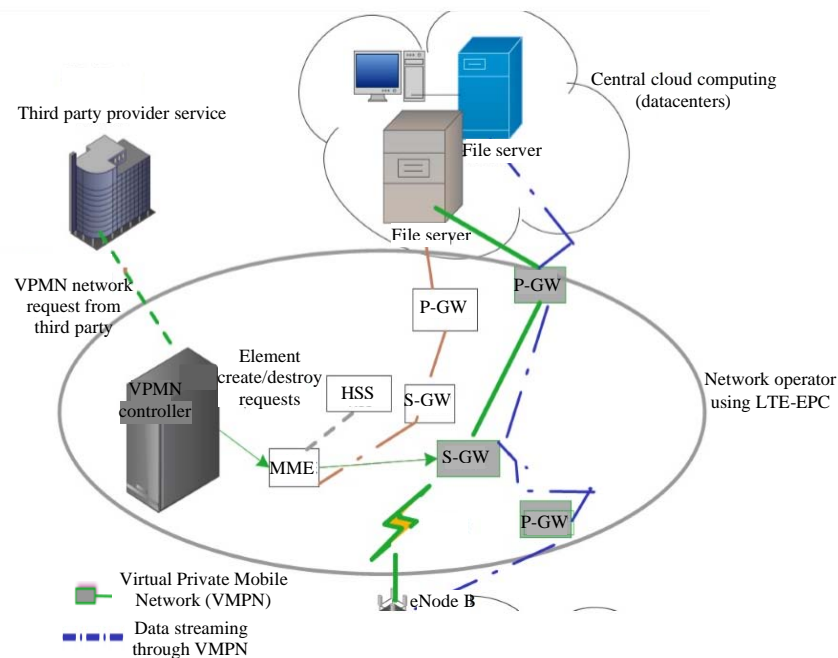 Central cloud computing
(datacenters)
Third party provider service
File server
File server
VPMN network
request from
third party
P-GW
P-GW
Element
create/destroy
requests
HSS
VPMN
controller
S-GW
Network operator
using LTE-EPC
MME
S-GW
P-GW
eNode B
Virtual Private Mobile
Network (VMPN)
Data streaming
through VMPN